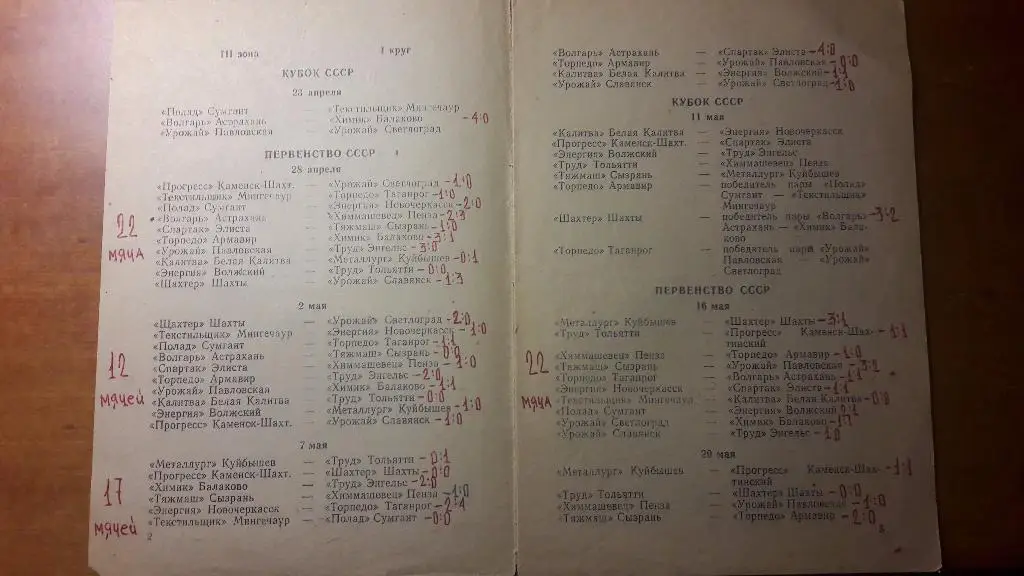 III зона I круг
КУБОК СССР
23 апреля
«Полад» Сумгаит — «Текстильщик» Мингечаур
«Волгарь» Астрахань — «Химик» Балаково -4:0
«Урожай» Павловская — «Урожай» Светлоград
ПЕРВЕНСТВО СССР
28 апреля
«Прогресс» Каменск-Шахт. — «Урожай» Светлоград -1:0
«Текстильщик» Мингечаур — «Торпедо» Таганрог -1:0
«Полад» Сумгаит — «Энергия» Новочеркасск -2:0
«Волгарь» Астрахань — «Химмашевец» Пенза -2:3
«Спартак» Элиста — «Тяжмаш» Сызрань -1:0
«Торпедо» Армавир — «Химик» Балаково -3:1
«Урожай» Павловская — «Труд» Энгельс -3:0
«Калитва» Белая Калитва — «Металлург» Куйбышев -0:1
«Энергия» Волжский — «Труд» Тольятти -0:0
«Шахтер» Шахты — «Урожай» Славянск -1:3
22
мяча
2 мая
«Шахтер» Шахты — «Урожай» Светлоград -2:0
«Текстильщик» Мингечаур — «Энергия» Новочеркасск -1:0
«Полад» Сумгаит — «Торпедо» Таганрог -1:1
«Волгарь» Астрахань — «Тяжмаш» Сызрань -0:0
«Спартак» Элиста — «Химмашевец» Пенза -1:0
«Торпедо» Армавир — «Труд» Энгельс -2:0
«Урожай» Павловская — «Химик» Балаково -1:1
«Калитва» Белая Калитва — «Труд» Тольятти -0:0
«Энергия» Волжский — «Металлург» Куйбышев -1:0
«Прогресс» Каменск-Шахт. — «Урожай» Славянск -1:0
12
мячей
7 мая
«Металлург» Куйбышев — «Труд» Тольятти -0:1
«Прогресс» Каменск-Шахт. — «Шахтер» Шахты -0:0
«Химик» Балаково — «Труд» Энгельс -2:0
«Тяжмаш» Сызрань — «Химмашевец» Пенза -1:0
«Энергия» Новочеркасск — «Торпедо» Таганрог -2:4
«Текстильщик» Мингечаур — «Полад» Сумгаит -0:0
17
мячей
2
«Волгарь» Астрахань — «Спартак» Элиста -4:0
«Торпедо» Армавир — «Урожай» Павловская -0:0
«Калитва» Белая Калитва — «Энергия» Волжский -1:1
«Урожай» Славянск — «Урожай» Светлоград -1:0
КУБОК СССР
11 мая
«Калитва» Белая Калитва — «Энергия» Новочеркасск
«Прогресс» Каменск-Шахт. — «Спартак» Элиста
«Энергия» Волжский — «Труд» Энгельс
«Труд» Тольятти — «Химмашевец» Пенза
«Тяжмаш» Сызрань — «Металлург» Куйбышев
«Торпедо» Армавир — победитель пары «Полад»
Сумгаит — «Текстильщик»
Мингечаур
«Шахтер» Шахты — победитель пары «Волгарь» -3:2
Астрахань — «Химик» Бала-
ково
«Торпедо» Таганрог — победитель пары «Урожай»
Павловская — «Урожай»
Светлоград
ПЕРВЕНСТВО СССР
16 мая
«Металлург» Куйбышев — «Шахтер» Шахты -3:1
«Труд» Тольятти — «Прогресс» Каменск-Шах- -1:1
тинский
«Химмашевец» Пенза — «Торпедо» Армавир -1:0
«Тяжмаш» Сызрань — «Урожай» Павловская -3:2
«Торпедо» Таганрог — «Волгарь» Астрахань
«Энергия» Новочеркасск — «Спартак» Элиста -1:1
«Текстильщик» Мингечаур — «Калитва» Белая Калитва -0:0
«Полад» Сумгаит — «Энергия» Волжский
«Урожай» Светлоград — «Химик» Балаково
«Урожай» Славянск — «Труд» Энгельс -1:0
22
мяча
20 мая
«Металлург» Куйбышев — «Прогресс» Каменск-Шах- -1:1
тинский
«Труд» Тольятти — «Шахтер» Шахты -0:0
«Химмашевец» Пенза — «Урожай» Павловская -1:0
«Тяжмаш» Сызрань — «Торпедо» Армавир -2:0